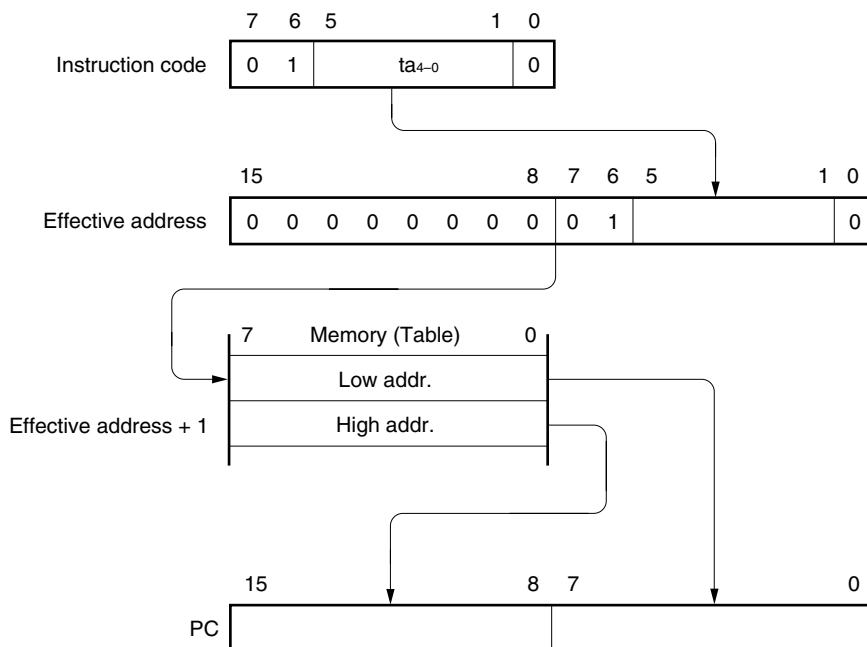 7 6 5 1 0
Instruction code 0 1 ta4–0 0
15 8 7 6 5 1 0
Effective address 0 0 0 0 0 0 0 0 0 1 0
7 Memory (Table) 0
Low addr.
Effective address + 1 High addr.
15 8 7 0
PC